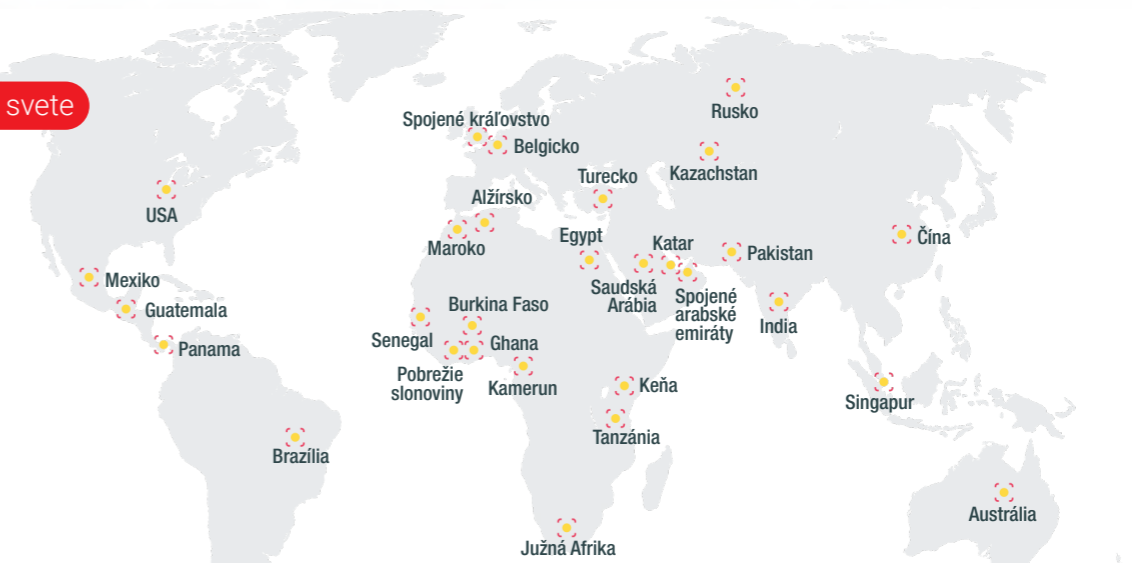 svete
Rusko
Spojené kráľovstvo
Belgicko
Kazachstan
Turecko
Alžírsko
USA
Maroko
Egypt
Katar
Čína
Pakistan
Mexiko
Saudská
Arábia
Spojené
arabské
emiráty
Guatemala
Burkina Faso
India
Senegal
Ghana
Panama
Pobrežie
slonoviny
Kamerun
Keňa
Singapur
Tanzánia
Brazília
Austrália
Južná Afrika